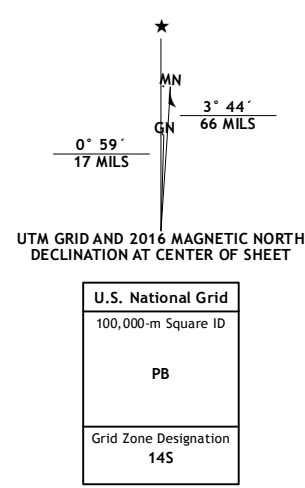 MN
3° 44´
66 MILS
GN
0° 59´
17 MILS
UTM GRID AND 2016 MAGNETIC NORTH
DECLINATION AT CENTER OF SHEET
U.S. National Grid
100,000-m Square ID
PB
Grid Zone Designation
14S